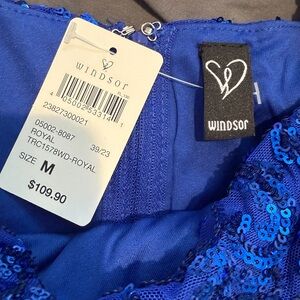 WINDSOR
23827300021
05002-8087
39/23
ROYAL
TRC1578WD-ROYAL
SIZE M
$109.90
WINDSOR